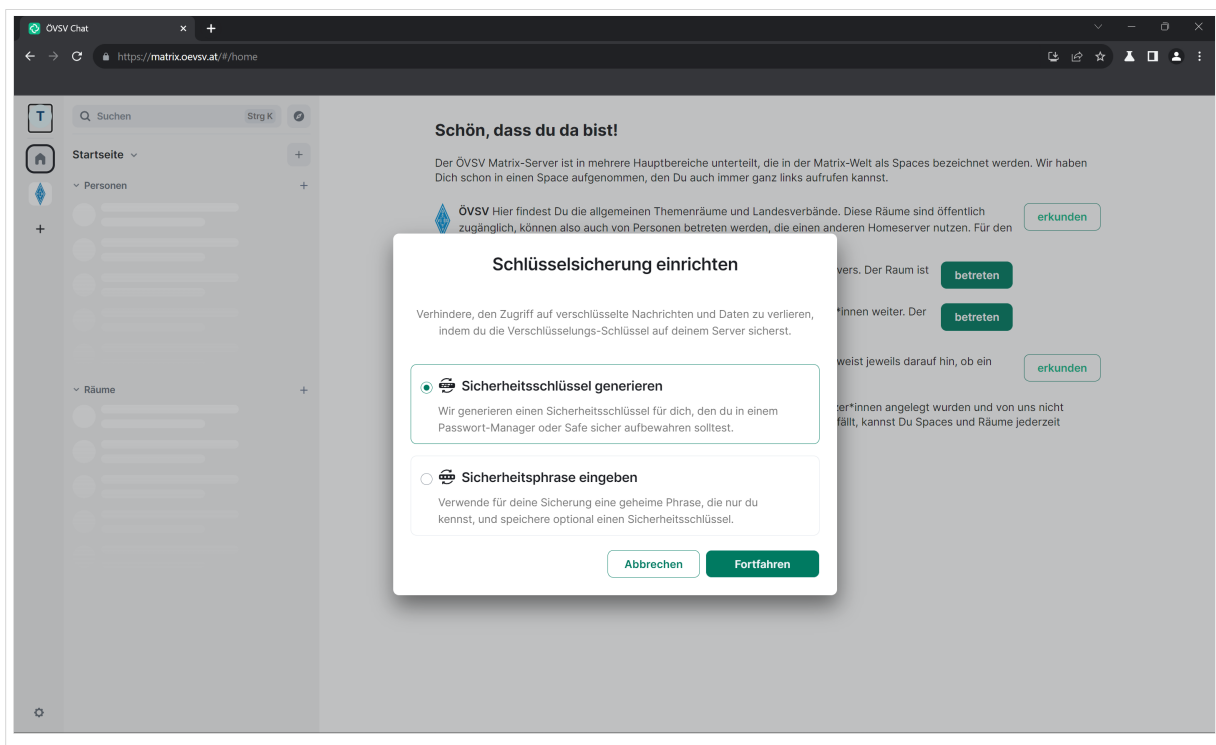 ÖVSV Chat
https://matrix.oevsv.at/#/home
T
Suchen
Strg K
Startseite
Personen
Räume
Schön, dass du da bist!
Der ÖVSV Matrix-Server ist in mehrere Hauptbereiche unterteilt, die in der Matrix-Welt als Spaces bezeichnet werden. Wir haben
Dich schon in einen Space aufgenommen, den Du auch immer ganz links aufrufen kannst.
ÖVSV Hier findest Du die allgemeinen Themenräume und Landesverbände. Diese Räume sind öffentlich
zugänglich, können also auch von Personen betreten werden, die einen anderen Homeserver nutzen. Für den
erkunden
vers. Der Raum ist
betreten
*innen weiter. Der
betreten
weist jeweils darauf hin, ob ein
erkunden
er*innen angelegt wurden und von uns nicht
fällt, kannst Du Spaces und Räume jederzeit
Schlüsselsicherung einrichten
Verhindere, den Zugriff auf verschlüsselte Nachrichten und Daten zu verlieren,
indem du die Verschlüsselungs-Schlüssel auf deinem Server sicherst.
Sicherheitsschlüssel generieren
Wir generieren einen Sicherheitsschlüssel für dich, den du in einem
Passwort-Manager oder Safe sicher aufbewahren solltest.
Sicherheitsphrase eingeben
Verwende für deine Sicherung eine geheime Phrase, die nur du
kennst, und speichere optional einen Sicherheitsschlüssel.
Abbrechen
Fortfahren